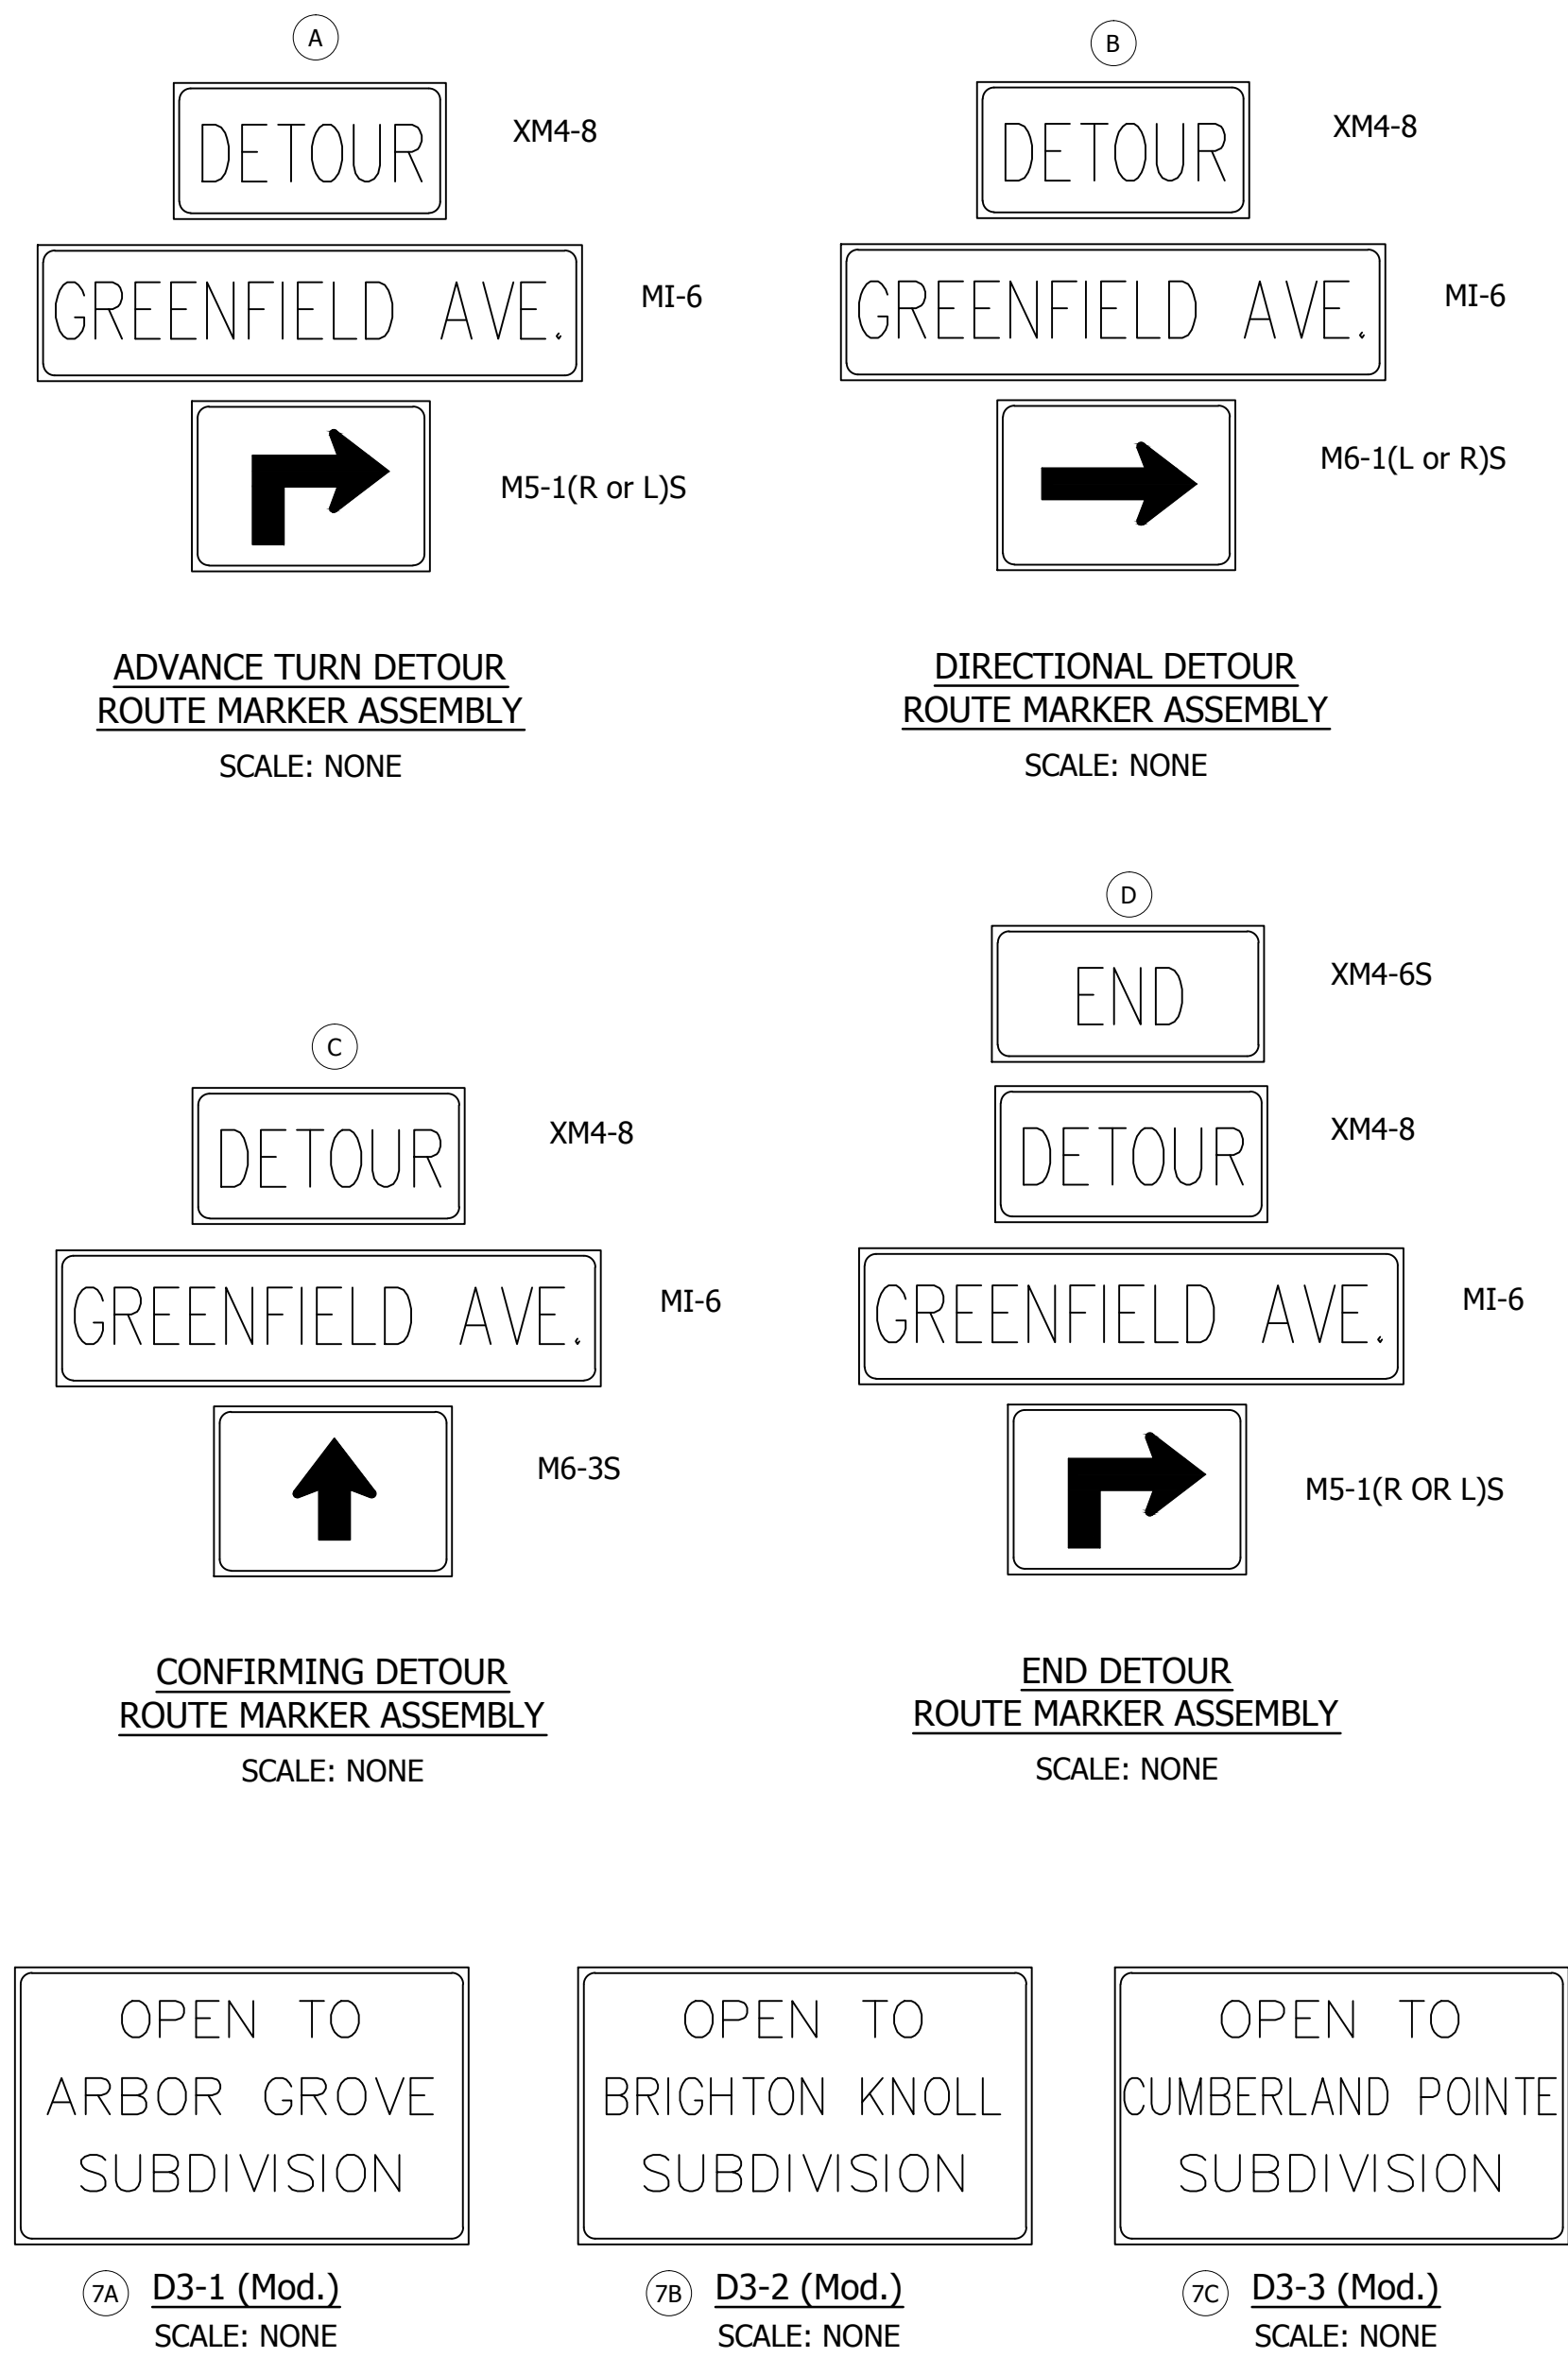 A
DETOUR
XM4-8
GREENFIELD AVE.
MI-6
M5-1(R or L)S
ADVANCE TURN DETOUR
ROUTE MARKER ASSEMBLY
SCALE: NONE
B
DETOUR
XM4-8
GREENFIELD AVE.
MI-6
M6-1(L or R)S
DIRECTIONAL DETOUR
ROUTE MARKER ASSEMBLY
SCALE: NONE
C
DETOUR
XM4-8
GREENFIELD AVE.
MI-6
M6-3S
CONFIRMING DETOUR
ROUTE MARKER ASSEMBLY
SCALE: NONE
D
END
XM4-6S
DETOUR
XM4-8
GREENFIELD AVE.
MI-6
M5-1(R OR L)S
END DETOUR
ROUTE MARKER ASSEMBLY
SCALE: NONE
OPEN TO
ARBOR GROVE
SUBDIVISION
7A D3-1 (Mod.)
SCALE: NONE
OPEN TO
BRIGHTON KNOLL
SUBDIVISION
7B D3-2 (Mod.)
SCALE: NONE
OPEN TO
CUMBERLAND POINTE
SUBDIVISION
7C D3-3 (Mod.)
SCALE: NONE